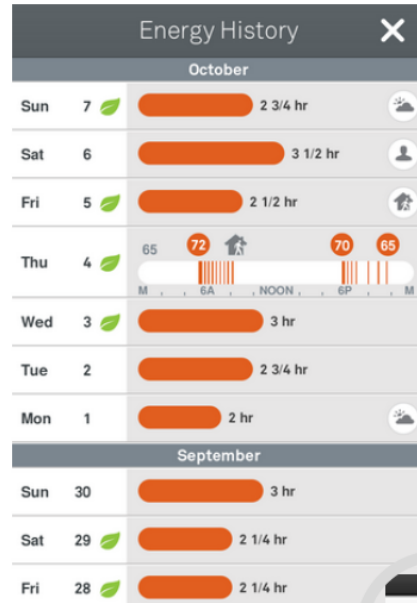 Energy History
October
Sun 7 2 3/4 hr
Sat 6 3 1/2 hr
Fri 5 2 1/2 hr
Thu 4 65 72 70 65
M 6A NOON 6P M
Wed 3 3 hr
Tue 2 2 3/4 hr
Mon 1 2 hr
September
Sun 30 3 hr
Sat 29 2 1/4 hr
Fri 28 2 1/4 hr